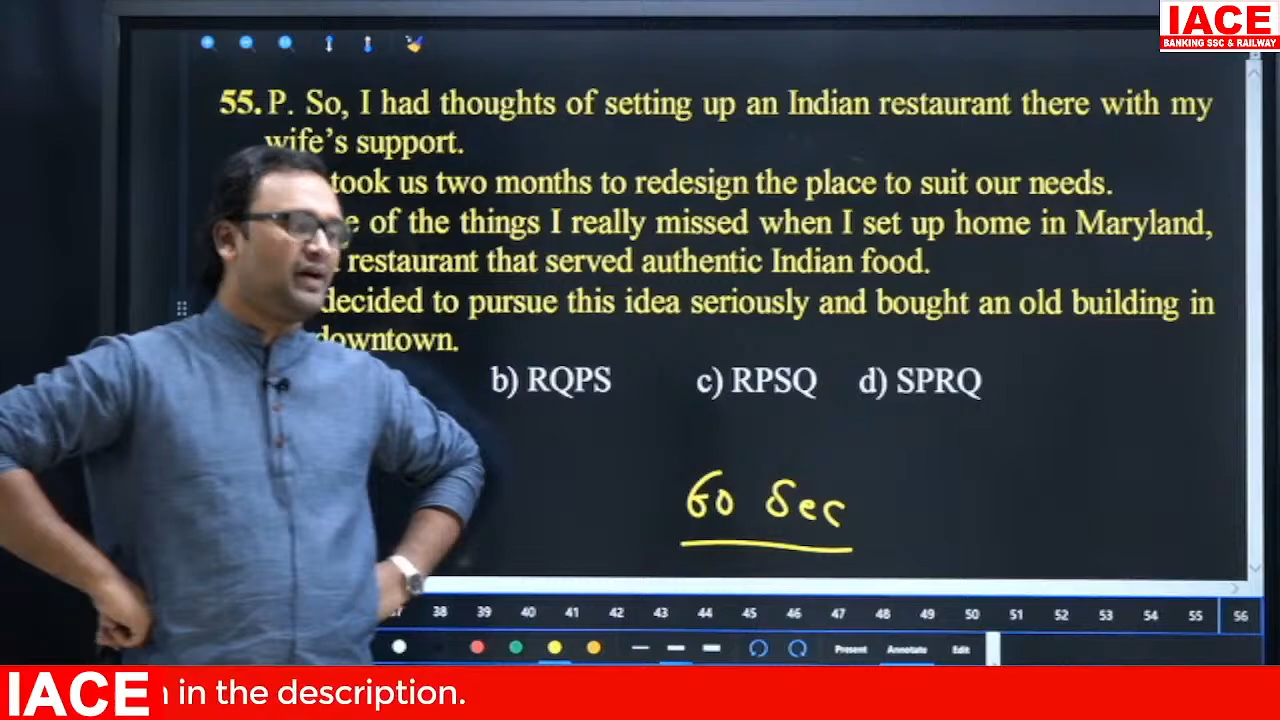 IACE
BANKING SSC & RAILWAY
55. P. So, I had thoughts of setting up an Indian restaurant there with my
wife's support.
took us two months to redesign the place to suit our needs.
of the things I really missed when I set up home in Maryland,
restaurant that served authentic Indian food.
decided to pursue this idea seriously and bought an old building in
downtown.
b) RQPS c) RPSQ d) SPRQ
60 Sec
38 39 40 41 42 43 44 45 46 47 48 49 50 51 52 53 54 55 56
Present Annotate Edit
IACE in the description.